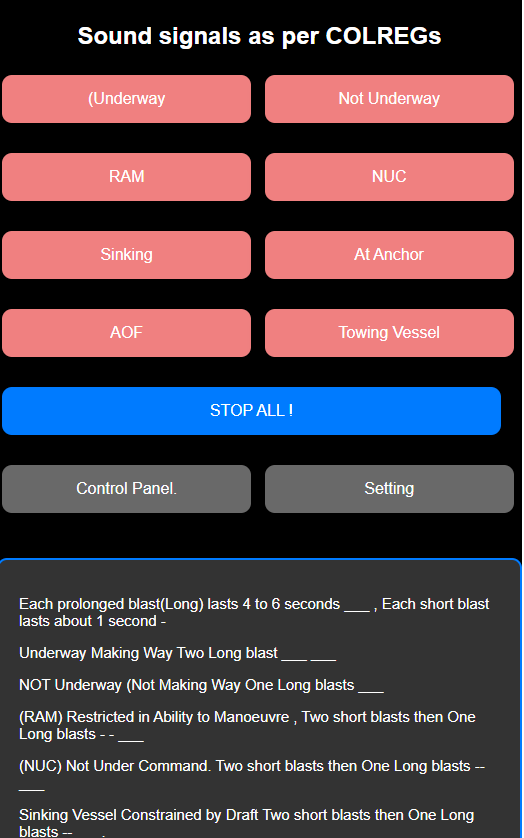 Sound signals as per COLREGs
(Underway
Not Underway
RAM
NUC
Sinking
At Anchor
AOF
Towing Vessel
STOP ALL !
Control Panel.
Setting
Each prolonged blast(Long) lasts 4 to 6 seconds ___ , Each short blast
lasts about 1 second -
Underway Making Way Two Long blast ___ ___
NOT Underway (Not Making Way One Long blasts ___
(RAM) Restricted in Ability to Manoeuvre , Two short blasts then One
Long blasts - - ___
(NUC) Not Under Command. Two short blasts then One Long blasts --
___
Sinking Vessel Constrained by Draft Two short blasts then One Long
blasts -- ___ .